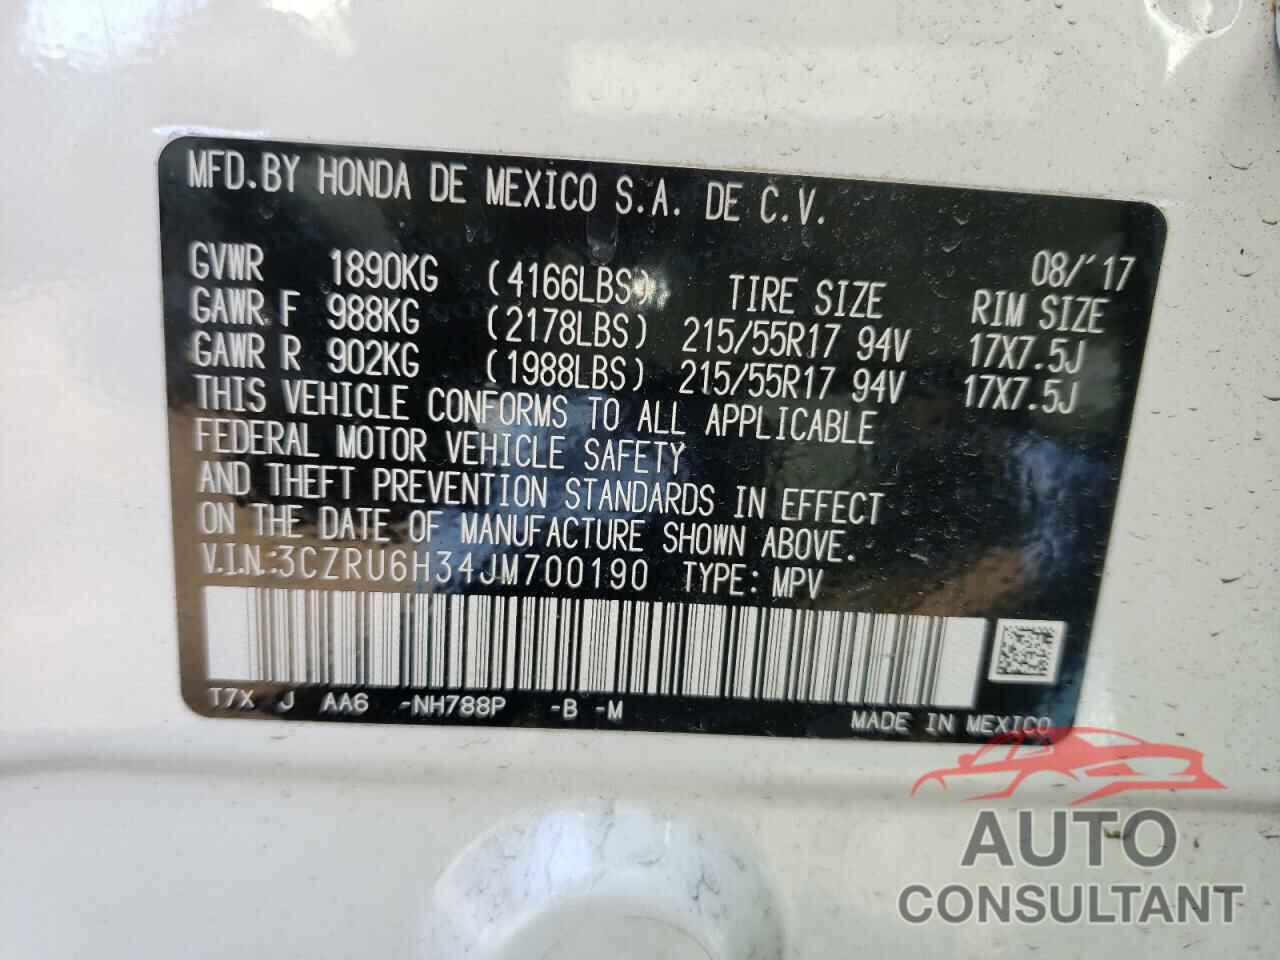 MFD.BY HONDA DE MEXICO S.A. DE C.V.
08/'17
GVWR 1890KG (4166LBS) TIRE SIZE RIM SIZE
GAWR F 988KG (2178LBS) 215/55R17 94V 17X7.5J
GAWR R 902KG (1988LBS) 215/55R17 94V 17X7.5J
THIS VEHICLE CONFORMS TO ALL APPLICABLE
FEDERAL MOTOR VEHICLE SAFETY
AND THEFT PREVENTION STANDARDS IN EFFECT
ON THE DATE OF MANUFACTURE SHOWN ABOVE.
V.I.N.:3CZRU6H34JM700190 TYPE: MPV
T7X J AA6 -NH788P -B -M MADE IN MEXICO
AUTO
CONSULTANT